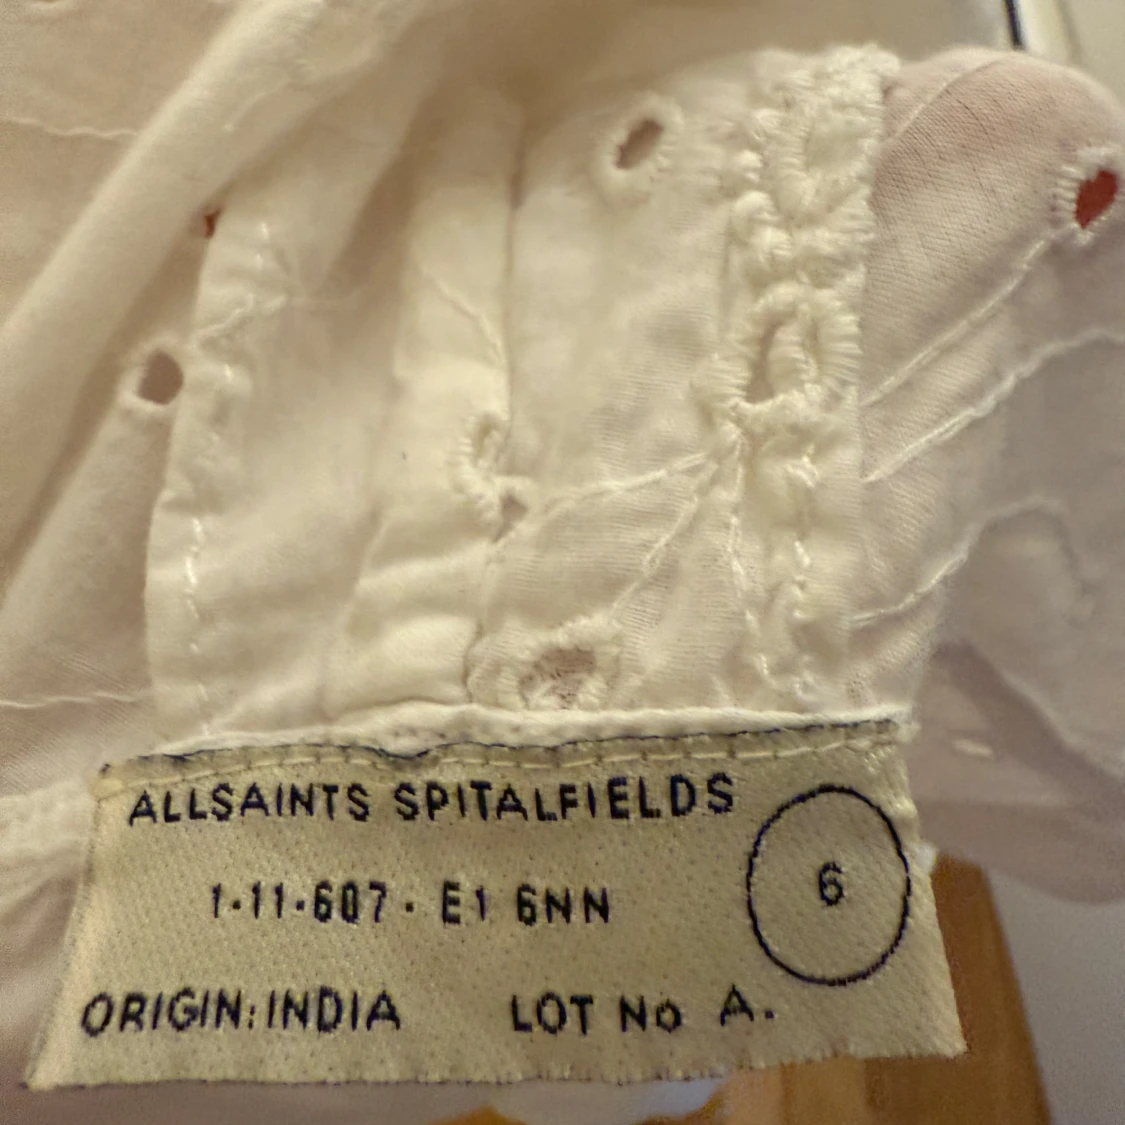 ALLSAINTS SPITALFIELDS
1·11·607· E1 6NN
6
ORIGIN: INDIA LOT No A.